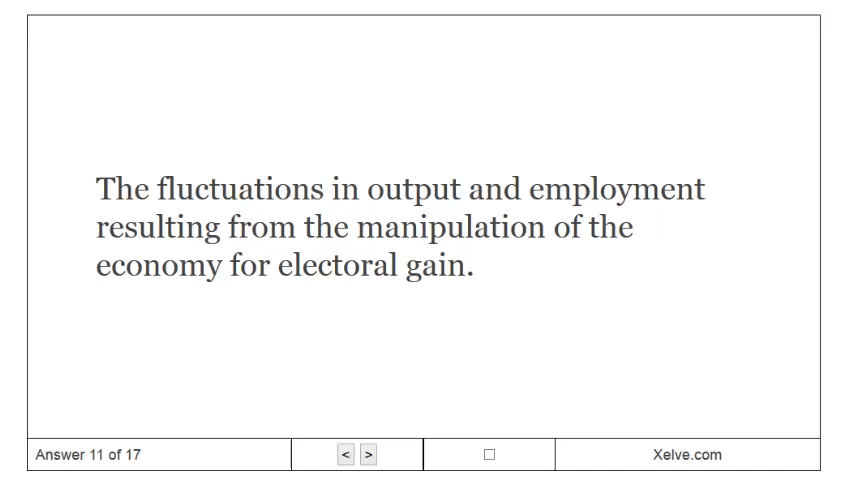 The fluctuations in output and employment
resulting from the manipulation of the
economy for electoral gain.
Answer 11 of 17
< >
Xelve.com